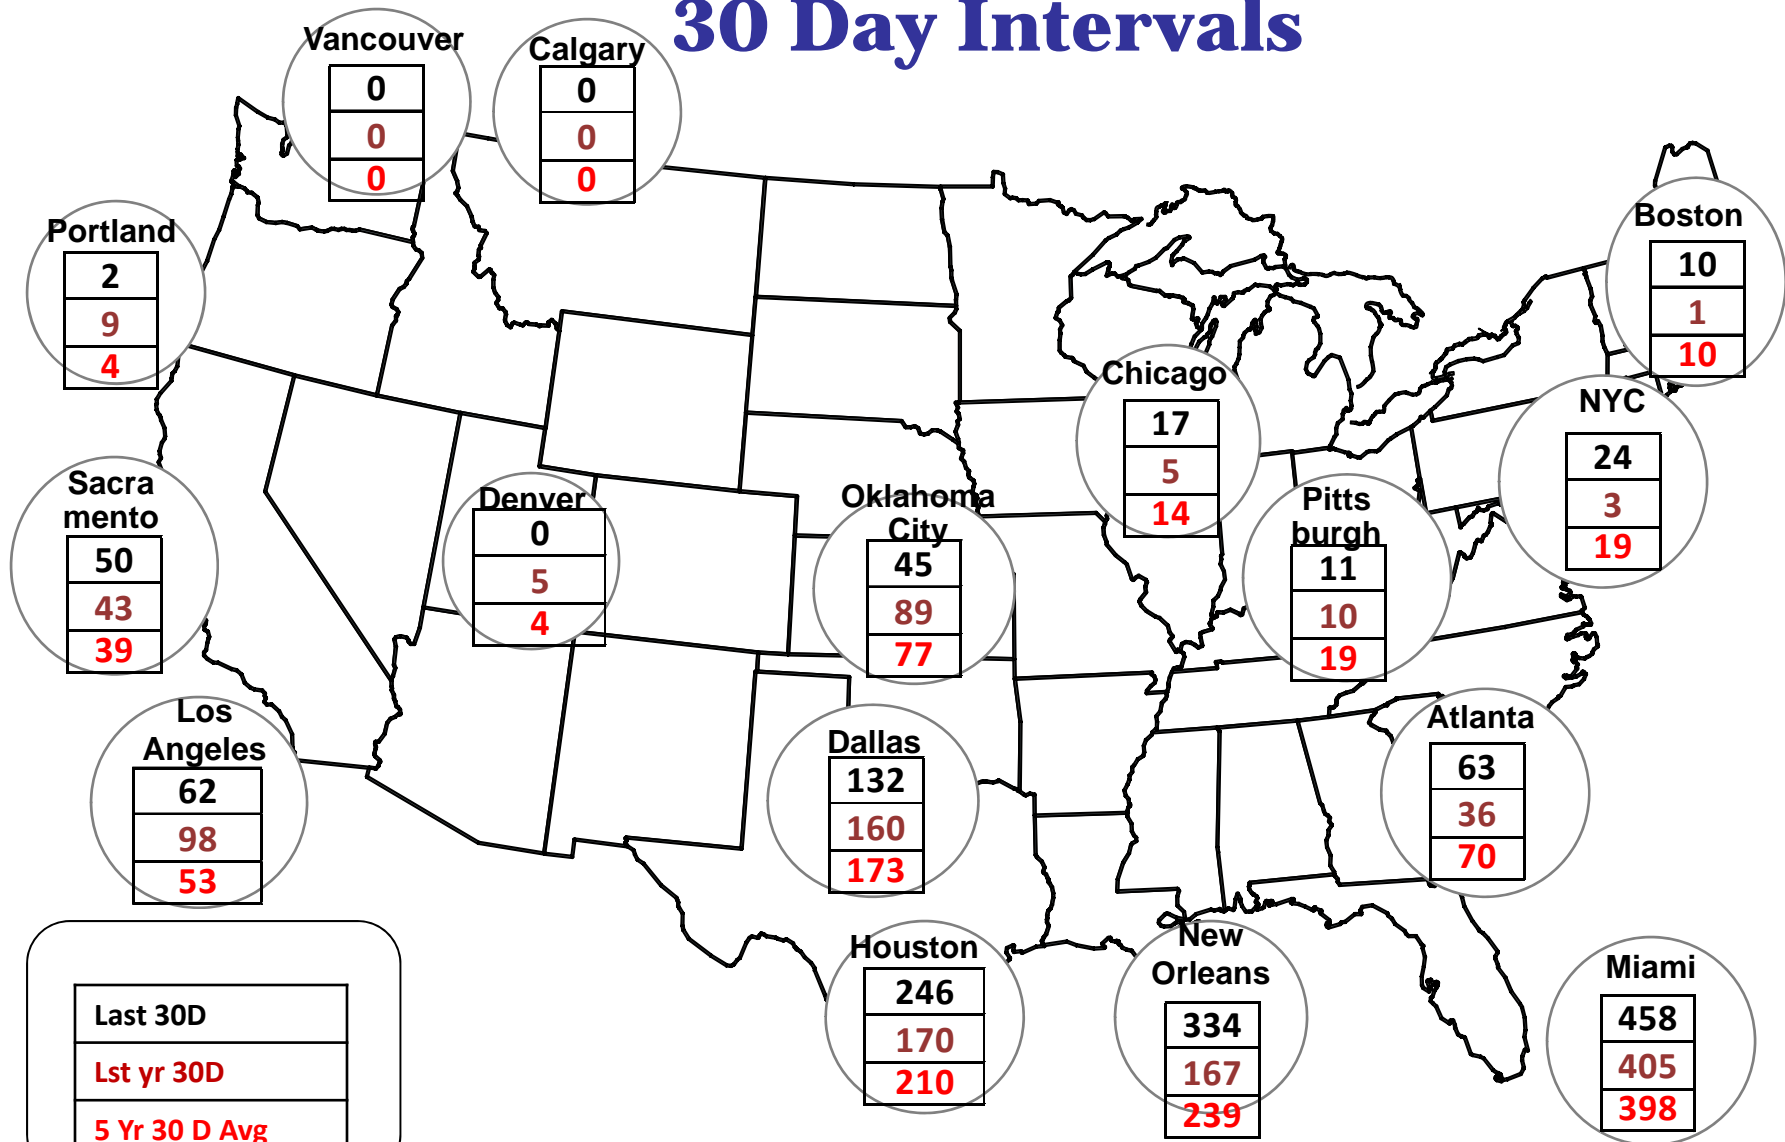 30 Day Intervals
Vancouver
0
0
0
Calgary
0
0
0
Portland
2
9
4
Boston
10
1
10
Chicago
17
5
14
NYC
24
3
19
Sacra
mento
50
43
39
Denver
0
5
4
Oklahoma
City
45
89
77
Pitts
burgh
11
10
19
Los
Angeles
62
98
53
Dallas
132
160
173
Atlanta
63
36
70
Houston
246
170
210
New
Orleans
334
167
239
Miami
458
405
398
Last 30D
Lst yr 30D
5 Yr 30 D Avg